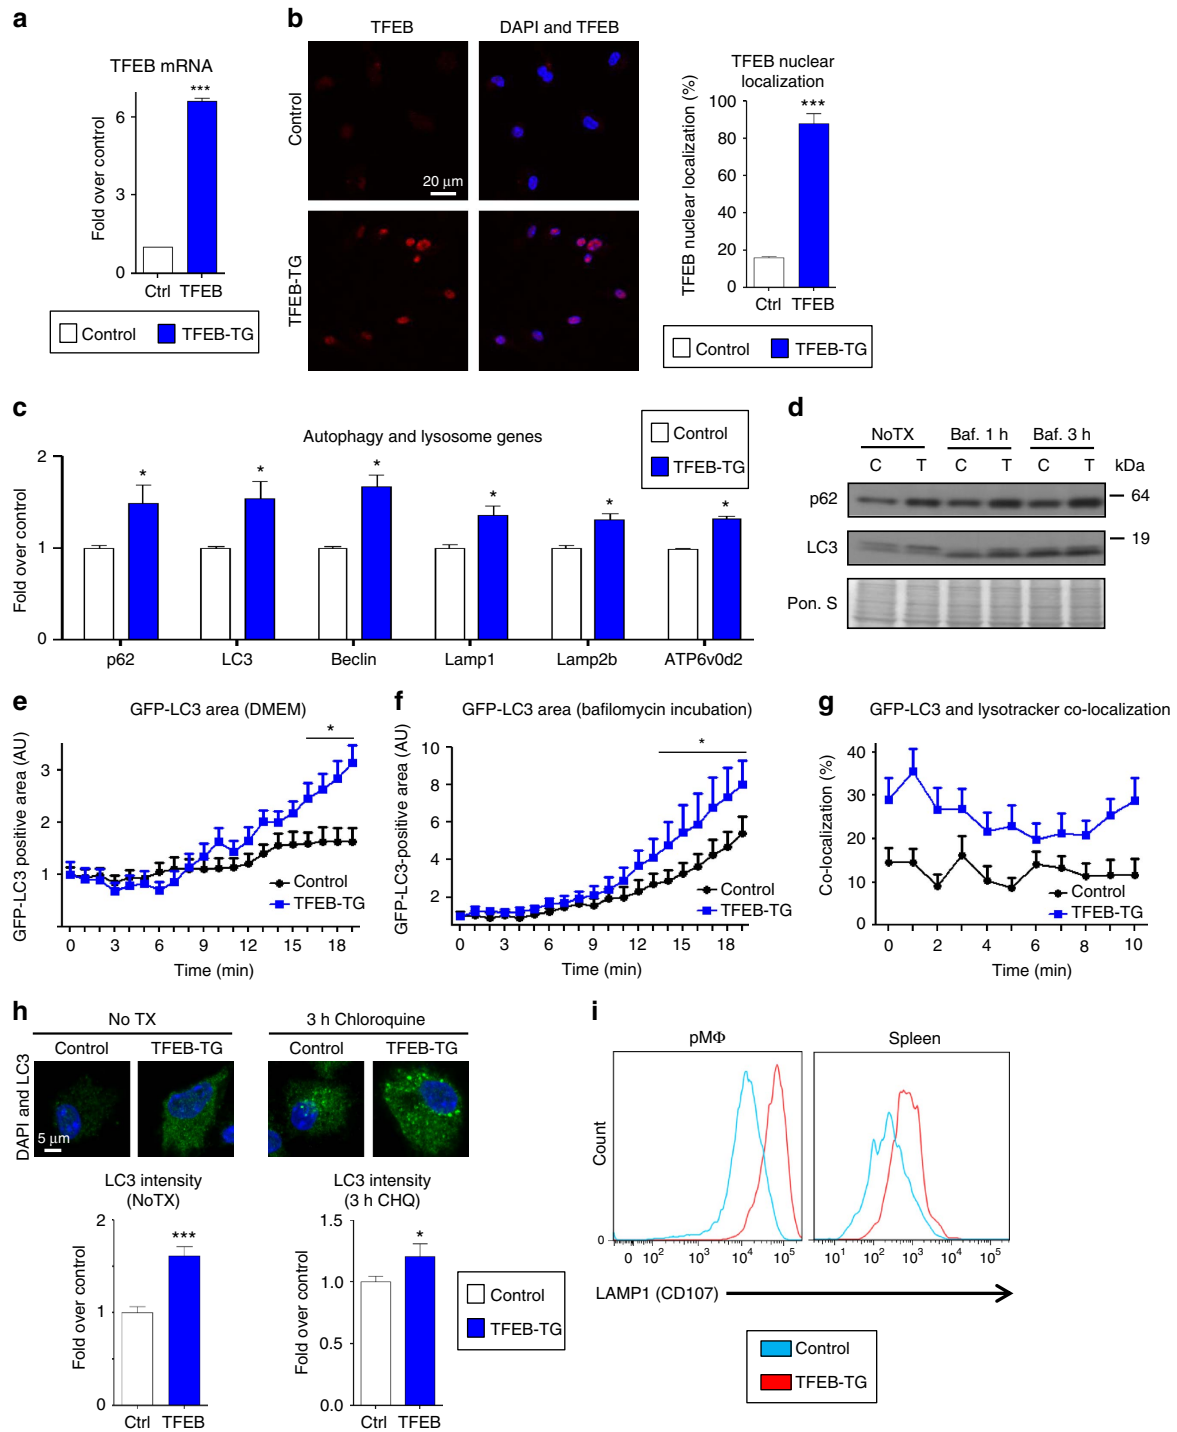 a
TFEB mRNA
***
Fold over control
6
3
0
Ctrl TFEB
Control TFEB-TG
b
TFEB
DAPI and TFEB
Control
20 μm
TFEB-TG
TFEB nuclear
localization
TFEB nuclear localization (%)
***
100
80
60
40
20
0
Ctrl TFEB
Control TFEB-TG
c
Autophagy and lysosome genes
Control
TFEB-TG
Fold over control
2
1
0
* * * * * *
p62 LC3 Beclin Lamp1 Lamp2b ATP6v0d2
d
NoTX Baf. 1 h Baf. 3 h
C T C T C T kDa
p62 64
LC3 19
Pon. S
e
GFP-LC3 area (DMEM)
*
GFP-LC3 positive area (AU)
3
2
1
Control
TFEB-TG
0 3 6 9 12 15 18
Time (min)
f
GFP-LC3 area (bafilomycin incubation)
*
GFP-LC3-positive area (AU)
10
8
6
4
2
Control
TFEB-TG
0 3 6 9 12 15 18
Time (min)
g
GFP-LC3 and lysotracker co-localization
Co-localization (%)
40
30
20
10
0
Control
TFEB-TG
0 2 4 6 8 10
Time (min)
h
No TX 3 h Chloroquine
Control TFEB-TG Control TFEB-TG
DAPI and LC3
5 μm
LC3 intensity
(NoTX)
***
Fold over control
2
1
0
Ctrl TFEB
LC3 intensity
(3 h CHQ)
*
Fold over control
1.5
1.0
0.5
0.0
Ctrl TFEB
Control
TFEB-TG
i
pMΦ Spleen
Count
0
0 10² 10³ 10⁴ 10⁵
10¹ 10² 10³ 10⁴ 10⁵
LAMP1 (CD107)
Control
TFEB-TG